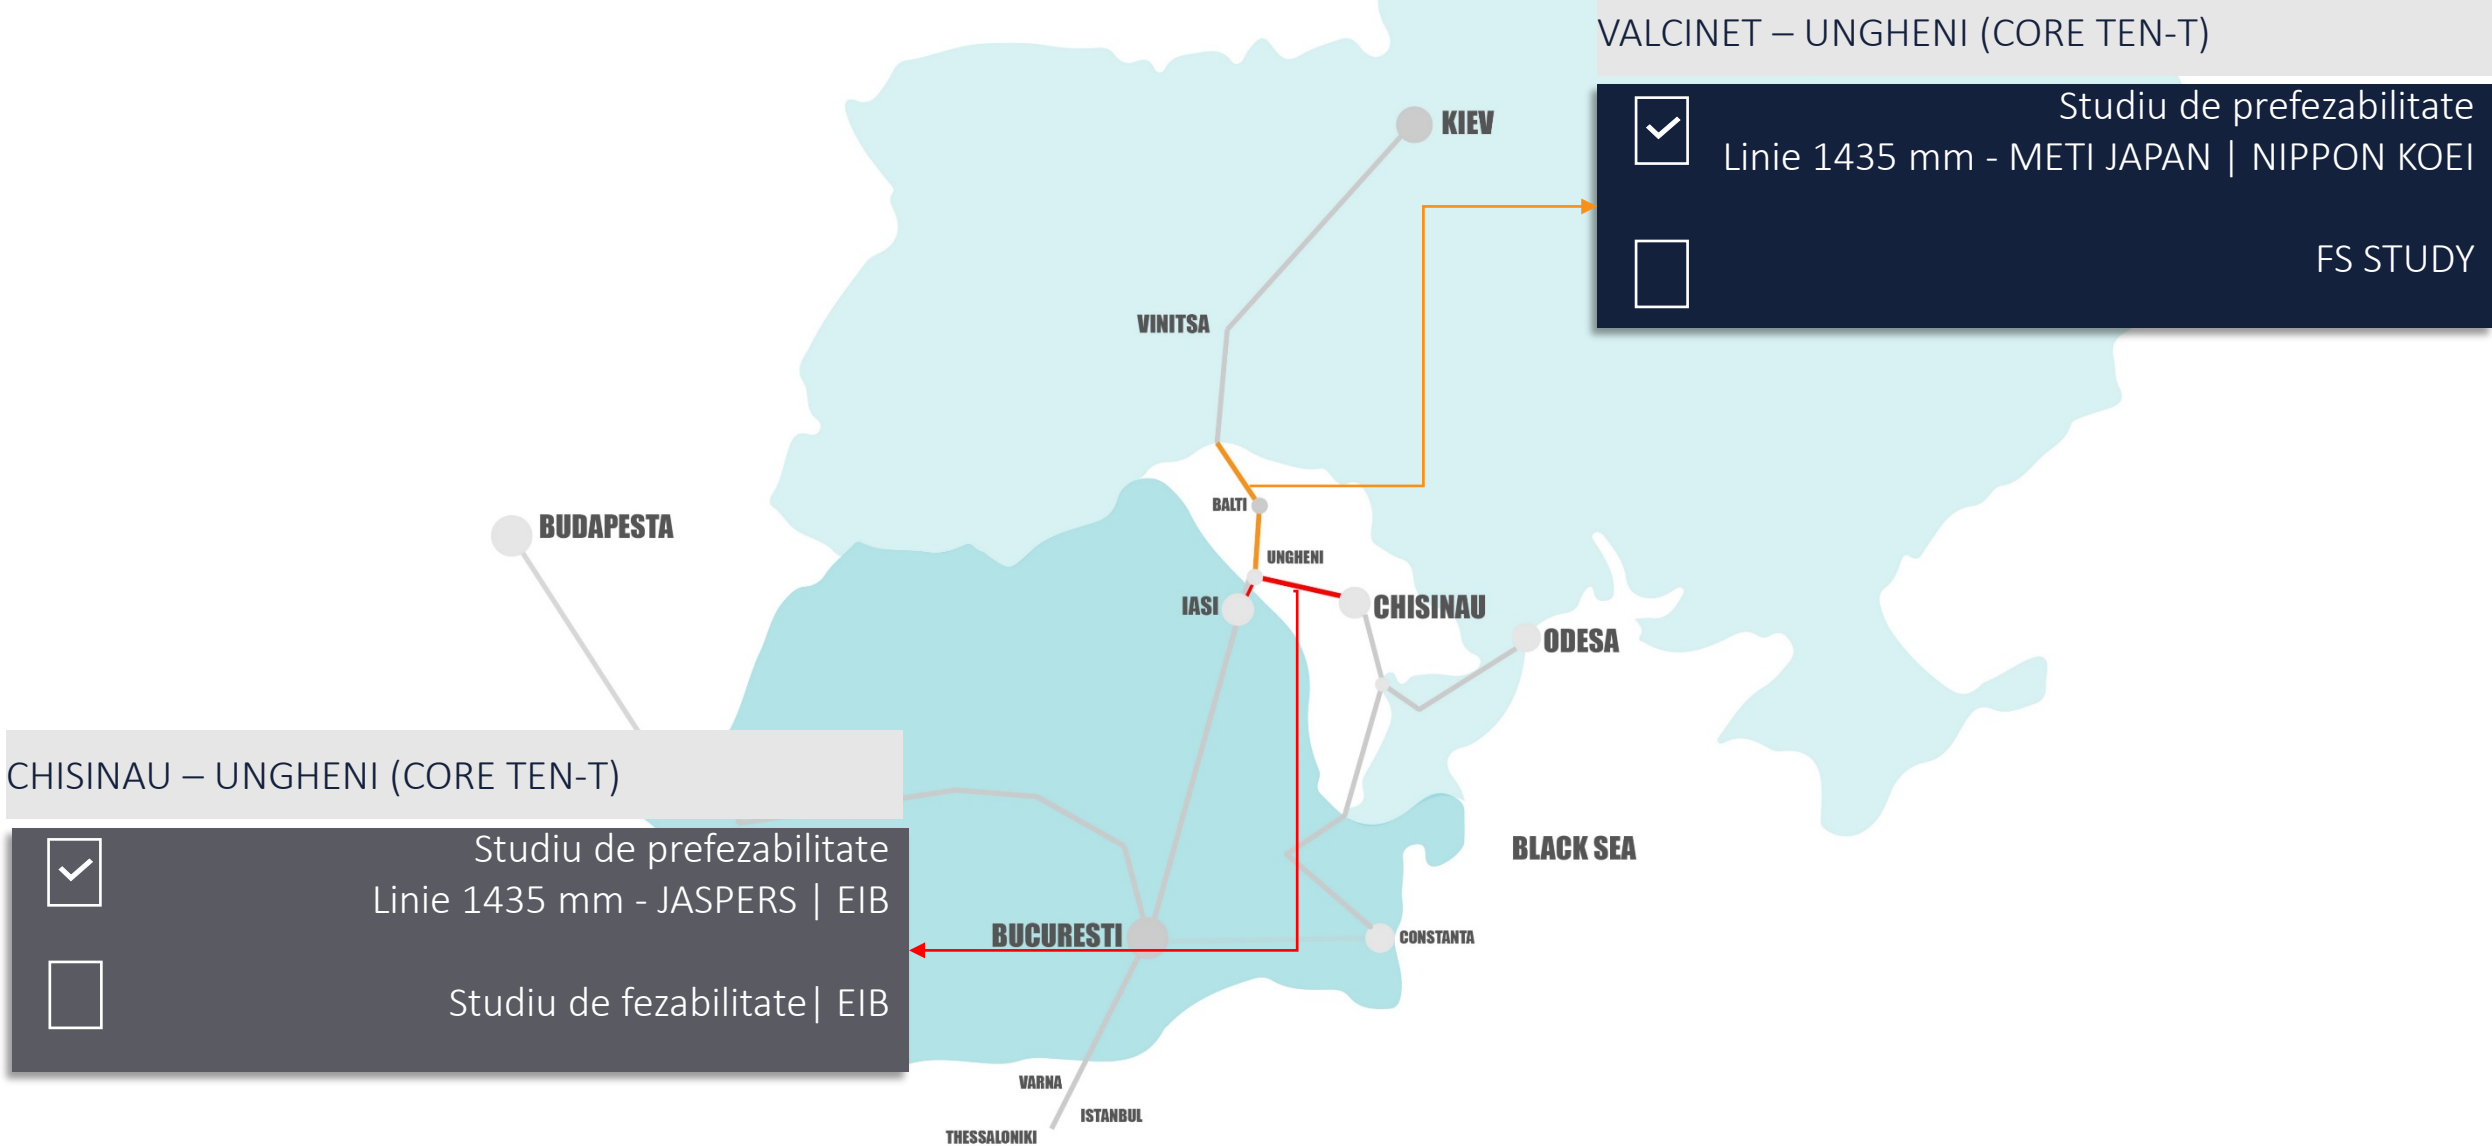 VALCINET – UNGHENI (CORE TEN-T)
Studiu de prefezabilitate
Linie 1435 mm - METI JAPAN | NIPPON KOEI
FS STUDY
KIEV
VINITSA
BALTI
BUDAPESTA
UNGHENI
IASI
CHISINAU
ODESA
CHISINAU – UNGHENI (CORE TEN-T)
Studiu de prefezabilitate
Linie 1435 mm - JASPERS | EIB
Studiu de fezabilitate| EIB
BLACK SEA
BUCURESTI
CONSTANTA
VARNA
ISTANBUL
THESSALONIKI